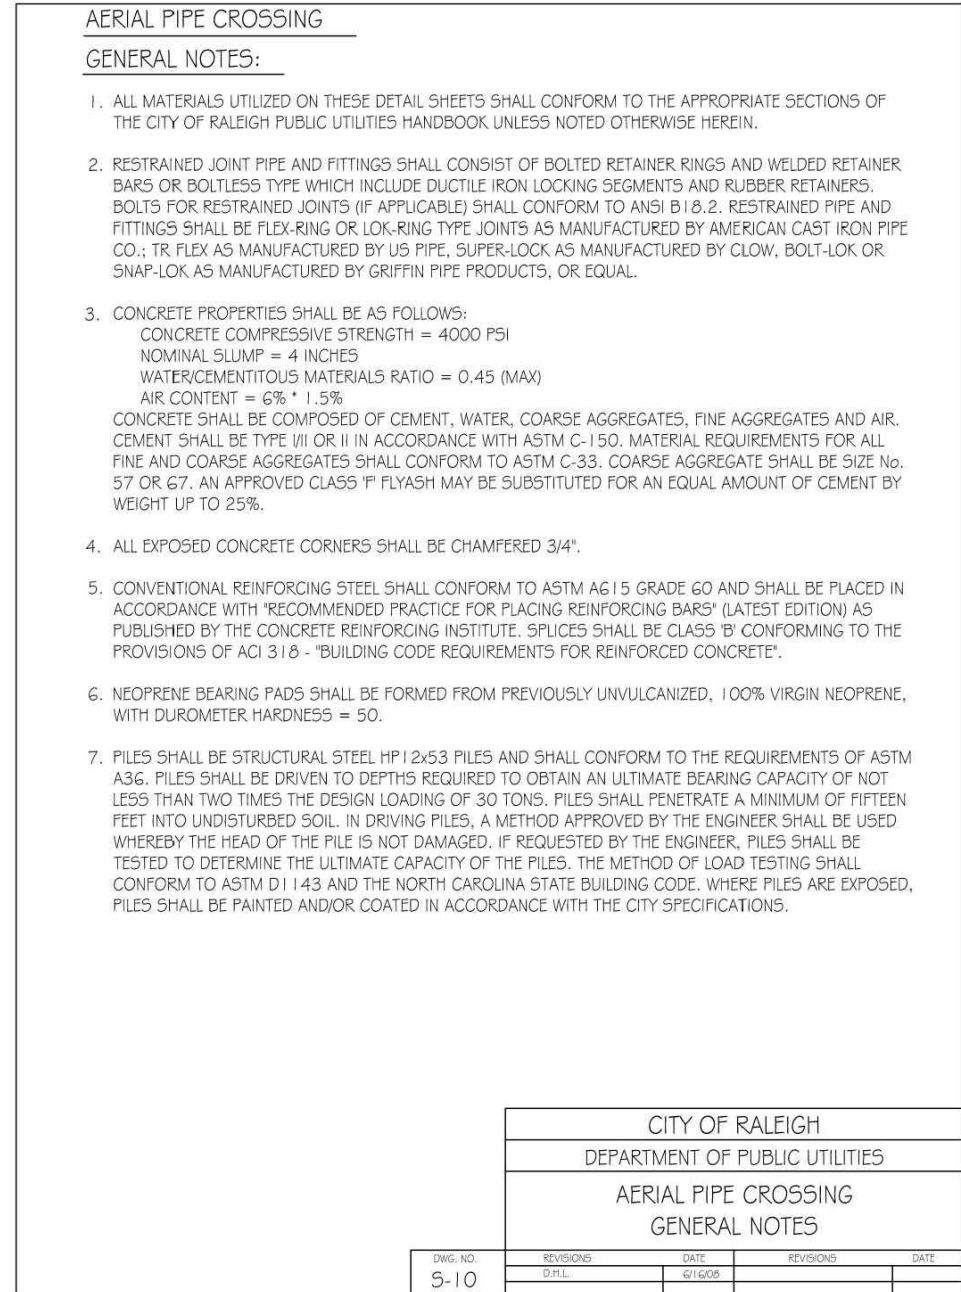 AERIAL PIPE CROSSING
GENERAL NOTES:
1. ALL MATERIALS UTILIZED ON THESE DETAIL SHEETS SHALL CONFORM TO THE APPROPRIATE SECTIONS OF
THE CITY OF RALEIGH PUBLIC UTILITIES HANDBOOK UNLESS NOTED OTHERWISE HEREIN.
2. RESTRAINED JOINT PIPE AND FITTINGS SHALL CONSIST OF BOLTED RETAINER RINGS AND WELDED RETAINER
BARS OR BOLTLESS TYPE WHICH INCLUDE DUCTILE IRON LOCKING SEGMENTS AND RUBBER RETAINERS.
BOLTS FOR RESTRAINED JOINTS (IF APPLICABLE) SHALL CONFORM TO ANSI B18.2. RESTRAINED PIPE AND
FITTINGS SHALL BE FLEX-RING OR LOK-RING TYPE JOINTS AS MANUFACTURED BY AMERICAN CAST IRON PIPE
CO.; TR FLEX AS MANUFACTURED BY US PIPE, SUPER-LOCK AS MANUFACTURED BY CLOW, BOLT-LOK OR
SNAP-LOK AS MANUFACTURED BY GRIFFIN PIPE PRODUCTS, OR EQUAL.
3. CONCRETE PROPERTIES SHALL BE AS FOLLOWS:
CONCRETE COMPRESSIVE STRENGTH = 4000 PSI
NOMINAL SLUMP = 4 INCHES
WATER/CEMENTITOUS MATERIALS RATIO = 0.45 (MAX)
AIR CONTENT = 6% * 1.5%
CONCRETE SHALL BE COMPOSED OF CEMENT, WATER, COARSE AGGREGATES, FINE AGGREGATES AND AIR.
CEMENT SHALL BE TYPE I/II OR II IN ACCORDANCE WITH ASTM C-150. MATERIAL REQUIREMENTS FOR ALL
FINE AND COARSE AGGREGATES SHALL CONFORM TO ASTM C-33. COARSE AGGREGATE SHALL BE SIZE No.
57 OR 67. AN APPROVED CLASS 'F' FLYASH MAY BE SUBSTITUTED FOR AN EQUAL AMOUNT OF CEMENT BY
WEIGHT UP TO 25%.
4. ALL EXPOSED CONCRETE CORNERS SHALL BE CHAMFERED 3/4".
5. CONVENTIONAL REINFORCING STEEL SHALL CONFORM TO ASTM A615 GRADE 60 AND SHALL BE PLACED IN
ACCORDANCE WITH "RECOMMENDED PRACTICE FOR PLACING REINFORCING BARS" (LATEST EDITION) AS
PUBLISHED BY THE CONCRETE REINFORCING INSTITUTE. SPLICES SHALL BE CLASS 'B' CONFORMING TO THE
PROVISIONS OF ACI 318 - "BUILDING CODE REQUIREMENTS FOR REINFORCED CONCRETE".
6. NEOPRENE BEARING PADS SHALL BE FORMED FROM PREVIOUSLY UNVULCANIZED, 100% VIRGIN NEOPRENE,
WITH DUROMETER HARDNESS = 50.
7. PILES SHALL BE STRUCTURAL STEEL HP12x53 PILES AND SHALL CONFORM TO THE REQUIREMENTS OF ASTM
A36. PILES SHALL BE DRIVEN TO DEPTHS REQUIRED TO OBTAIN AN ULTIMATE BEARING CAPACITY OF NOT
LESS THAN TWO TIMES THE DESIGN LOADING OF 30 TONS. PILES SHALL PENETRATE A MINIMUM OF FIFTEEN
FEET INTO UNDISTURBED SOIL. IN DRIVING PILES, A METHOD APPROVED BY THE ENGINEER SHALL BE USED
WHEREBY THE HEAD OF THE PILE IS NOT DAMAGED. IF REQUESTED BY THE ENGINEER, PILES SHALL BE
TESTED TO DETERMINE THE ULTIMATE CAPACITY OF THE PILES. THE METHOD OF LOAD TESTING SHALL
CONFORM TO ASTM D1143 AND THE NORTH CAROLINA STATE BUILDING CODE. WHERE PILES ARE EXPOSED,
PILES SHALL BE PAINTED AND/OR COATED IN ACCORDANCE WITH THE CITY SPECIFICATIONS.
CITY OF RALEIGH
DEPARTMENT OF PUBLIC UTILITIES
AERIAL PIPE CROSSING
GENERAL NOTES
DWG. NO. REVISIONS DATE REVISIONS DATE
S-10 D.H.L. 6/16/08